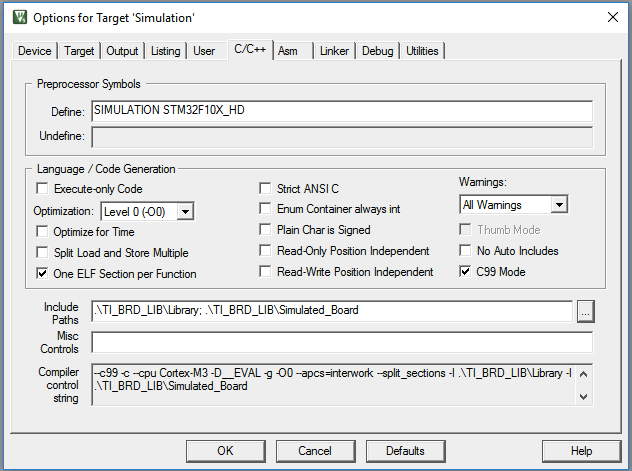 Options for Target 'Simulation'
Device Target Output Listing User C/C++ Asm Linker Debug Utilities
Preprocessor Symbols
Define: SIMULATION STM32F10X_HD
Undefine:
Language / Code Generation
Execute-only Code
Strict ANSI C
Warnings:
Optimization: Level 0 (-O0)
Enum Container always int
All Warnings
Optimize for Time
Plain Char is Signed
Thumb Mode
Split Load and Store Multiple
Read-Only Position Independent
No Auto Includes
One ELF Section per Function
Read-Write Position Independent
C99 Mode
Include
Paths
.\TI_BRD_LIB\Library; .\TI_BRD_LIB\Simulated_Board
...
Misc
Controls
Compiler
control
string
--c99 -c --cpu Cortex-M3 -D__EVAL -g -O0 --apcs=interwork --split_sections -I .\TI_BRD_LIB\Library -I
.\TI_BRD_LIB\Simulated_Board
OK Cancel Defaults Help